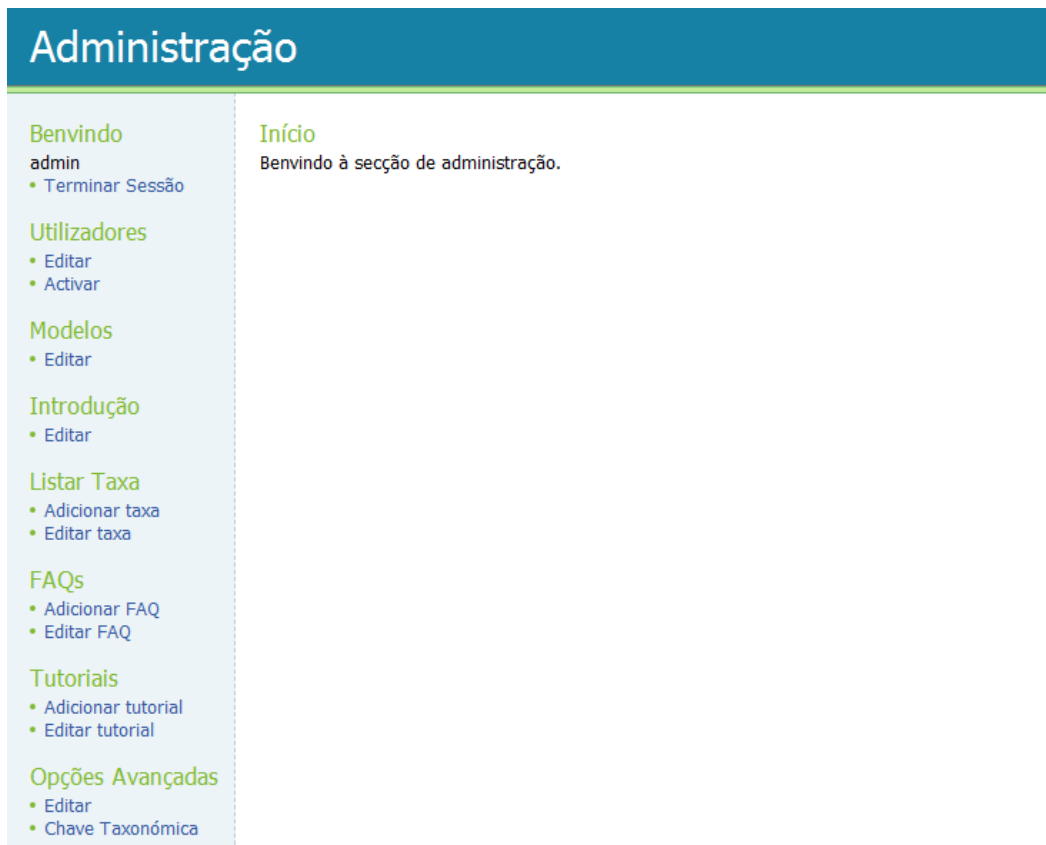 Administração
Benvindo
admin
• Terminar Sessão
Utilizadores
• Editar
• Activar
Modelos
• Editar
Introdução
• Editar
Listar Taxa
• Adicionar taxa
• Editar taxa
FAQs
• Adicionar FAQ
• Editar FAQ
Tutoriais
• Adicionar tutorial
• Editar tutorial
Opções Avançadas
• Editar
• Chave Taxonómica
Início
Benvindo à secção de administração.